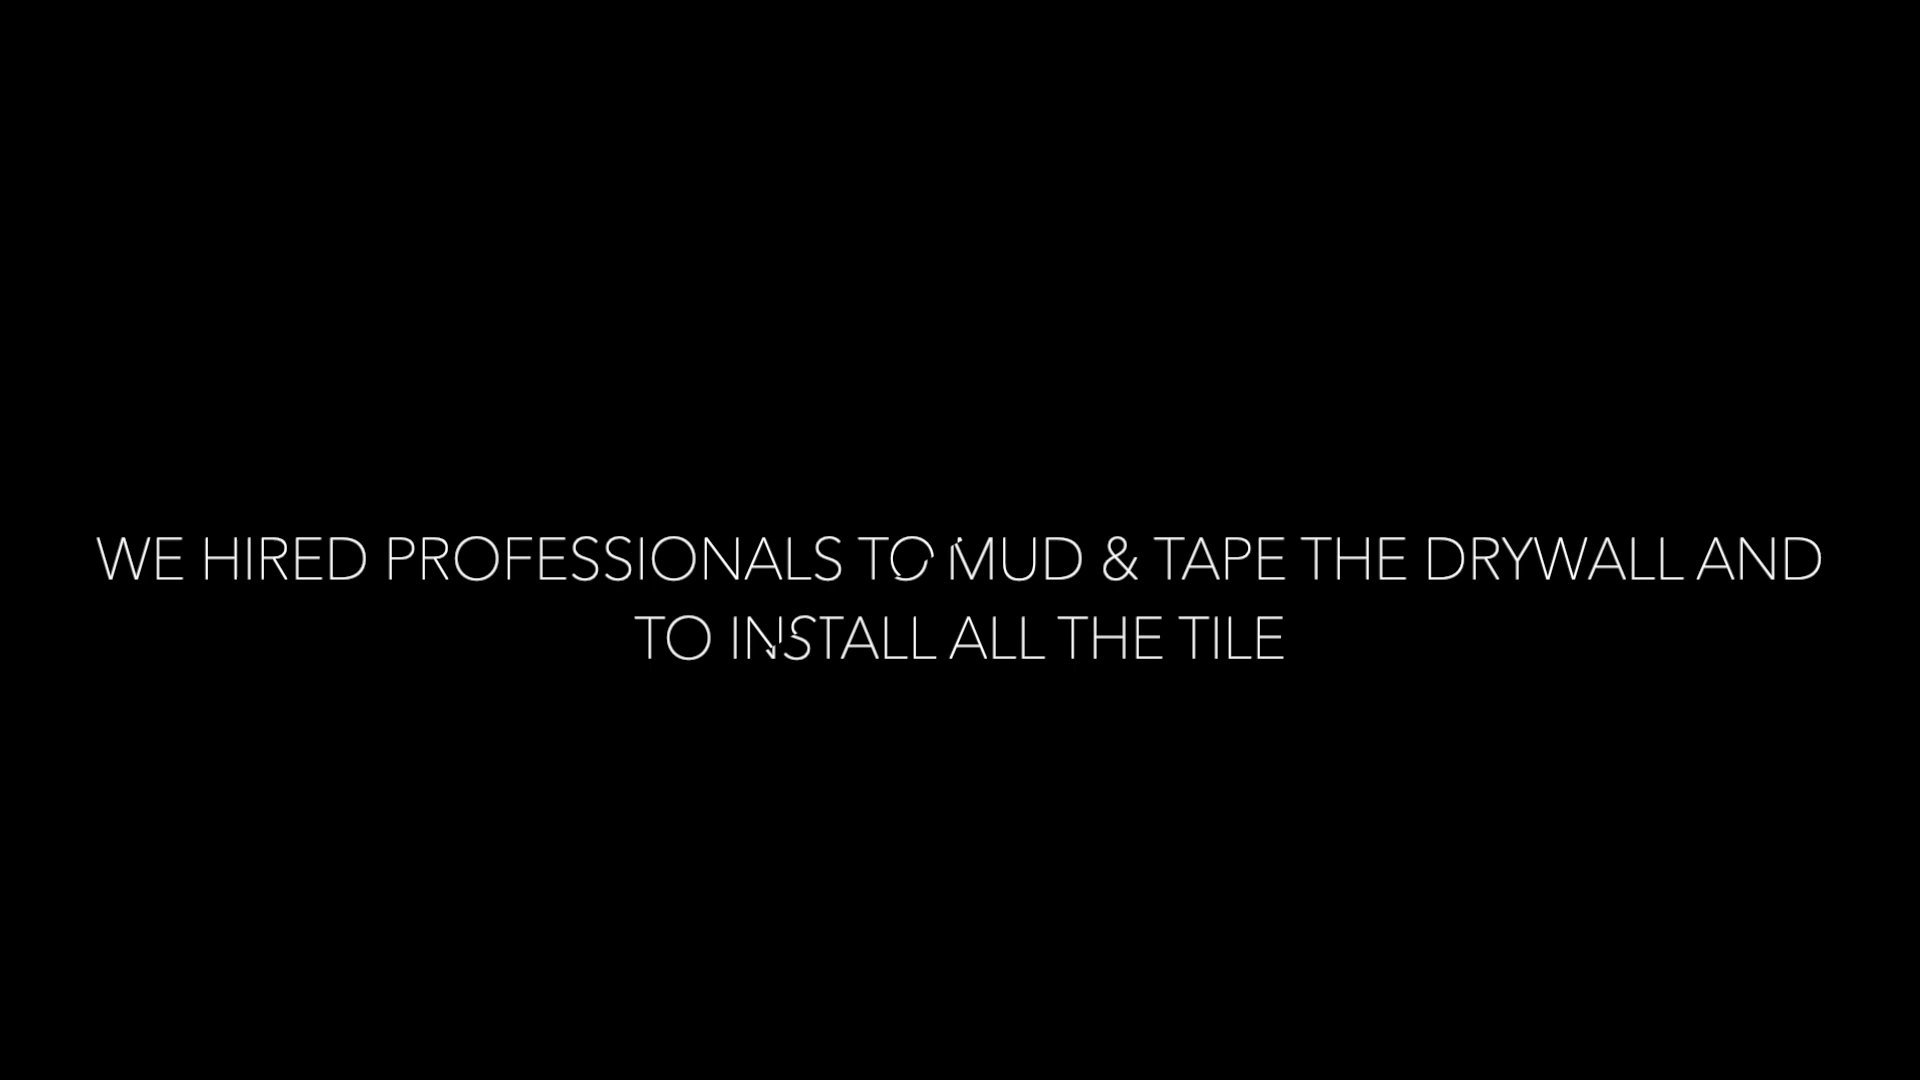 WE HIRED PROFESSIONALS TO MUD & TAPE THE DRYWALL AND
TO INSTALL ALL THE TILE